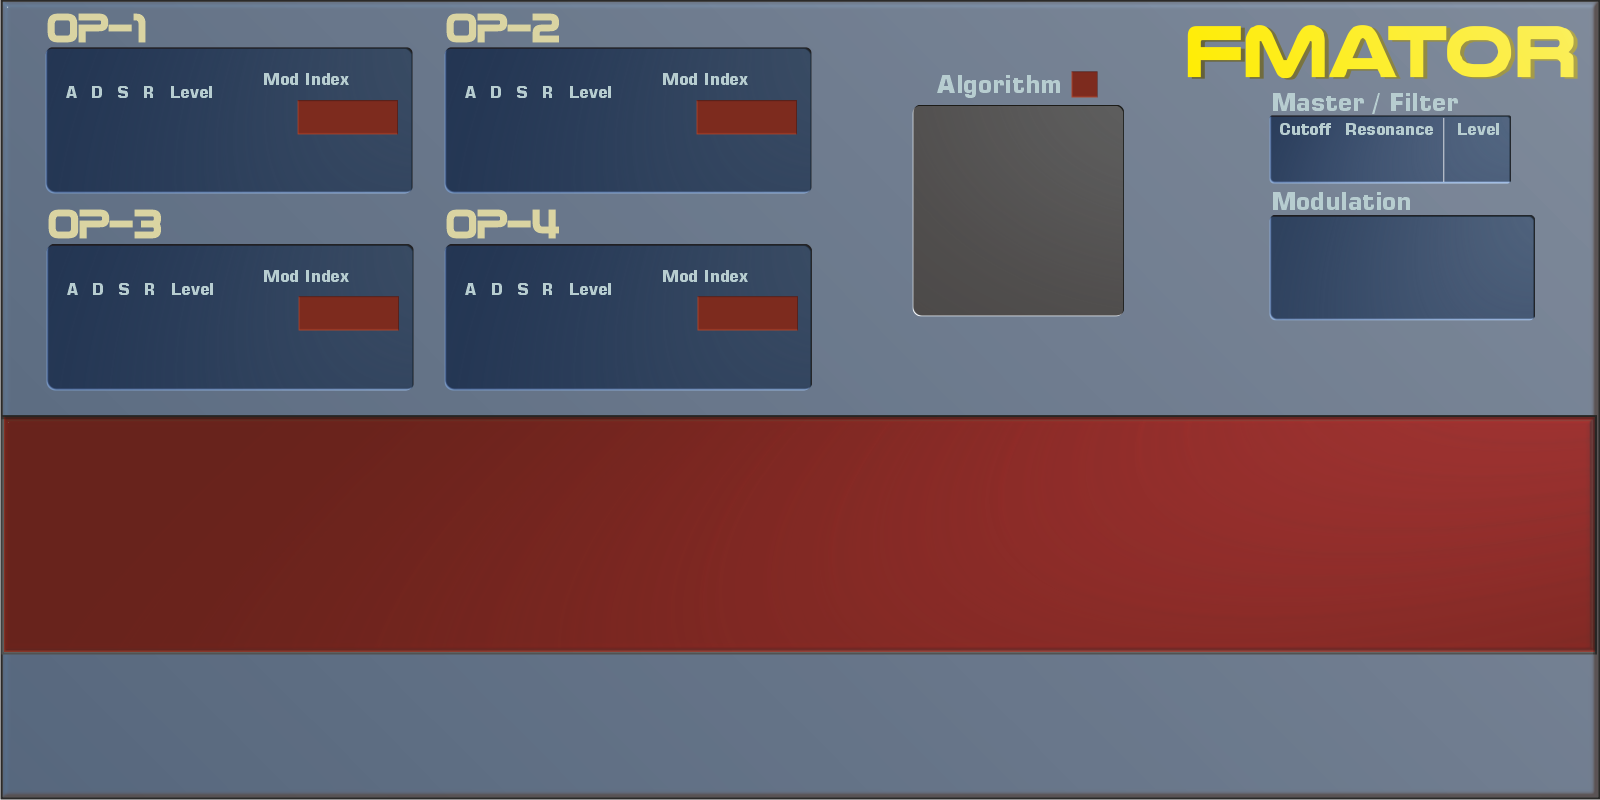 OP-1
A D S R Level Mod Index
OP-2
A D S R Level Mod Index
OP-3
A D S R Level Mod Index
OP-4
A D S R Level Mod Index
Algorithm
FMATOR
Master / Filter
Cutoff Resonance Level
Modulation